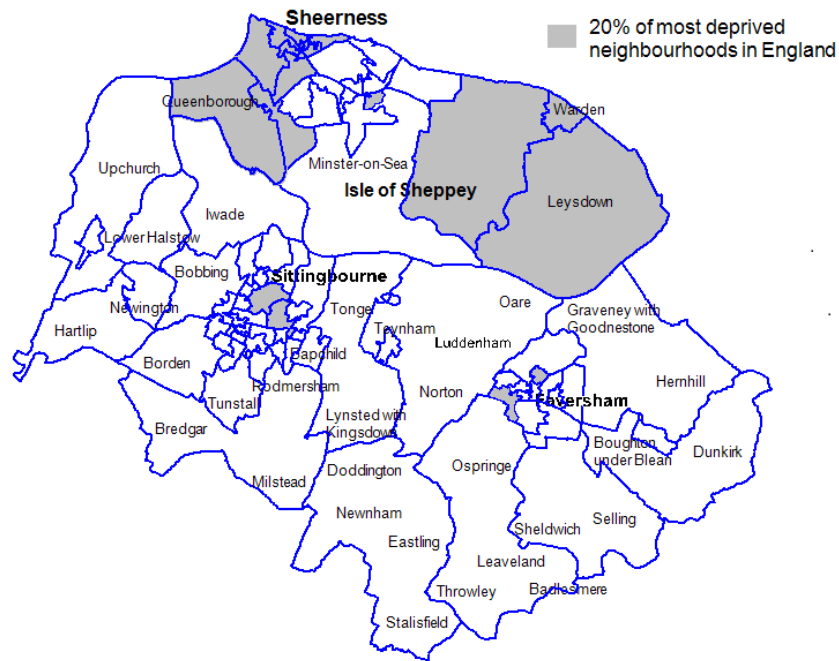 Sheerness
20% of most deprived
neighbourhoods in England
Queenborough
Warden
Upchurch
Minster-on-Sea
Isle of Sheppey
Leysdown
Iwade
Lower Halstow
Bobbing
Sittingbourne
Newington
Tonge
Oare
Graveney with
Goodnestone
Hartlip
Teynham
Luddenham
Borden
Bapchild
Rodmersham
Norton
Hernhill
Tunstall
Faversham
Lynsted with
Kingsdown
Bredgar
Boughton
under Blean
Dunkirk
Milstead
Doddington
Ospringe
Newnham
Selling
Sheldwich
Eastling
Leaveland
Throwley
Badlesmere
Stalisfield